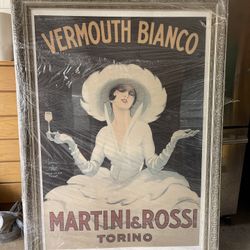 VERMOUTH BIANCO
MARTINI & ROSSI
TORINO